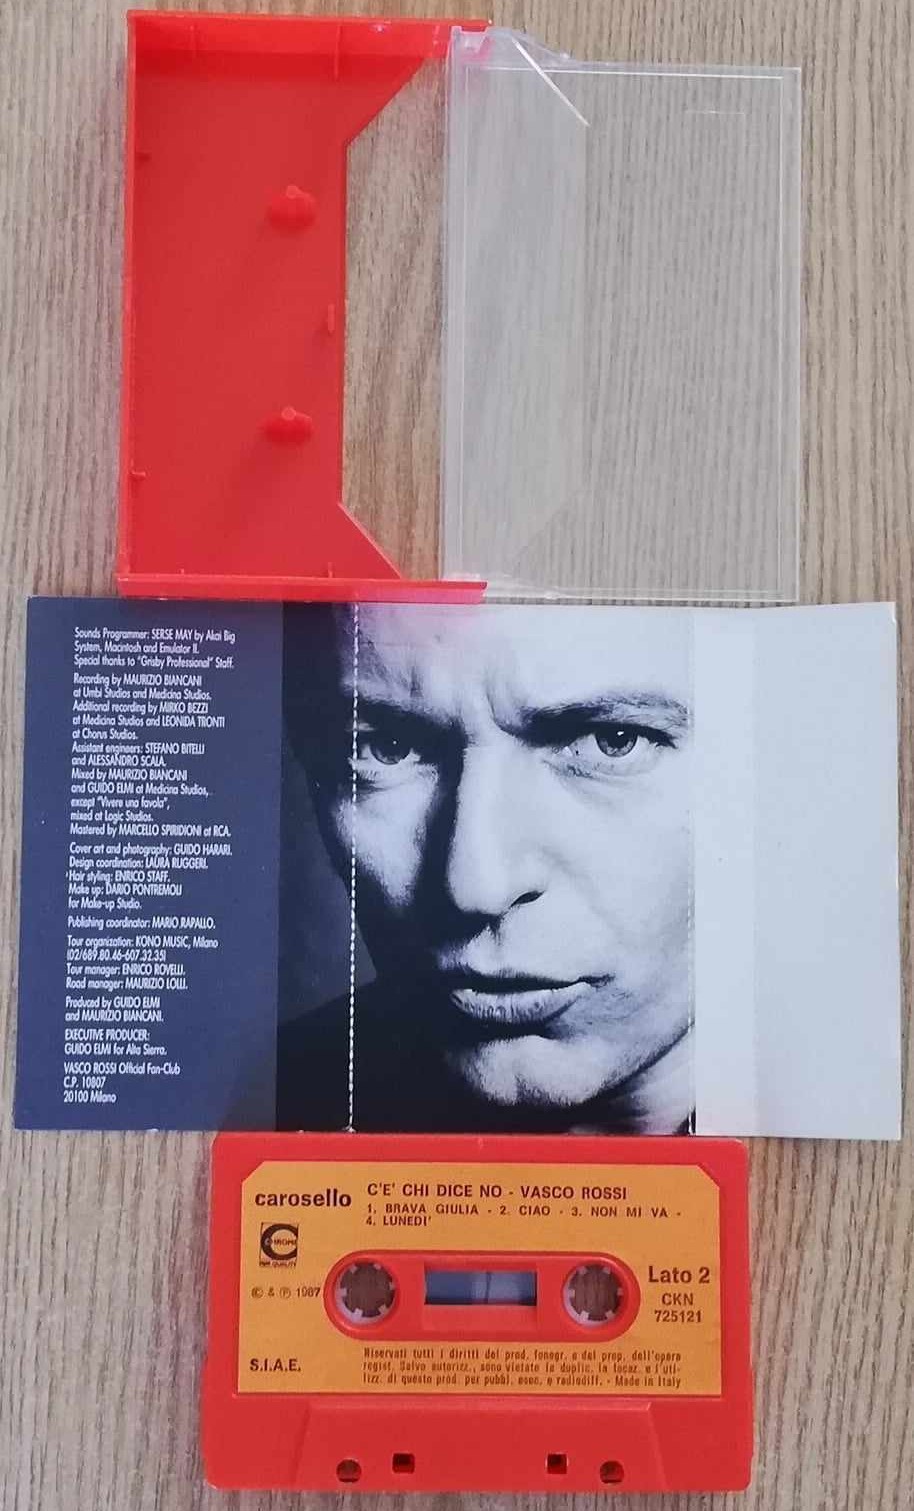 Sounds Programmer: SERSE MAY by Akai Big
System, Macintosh and Emulator II.
Special thanks to "Grisby Professional" Staff.
Recording by MAURIZIO BIANCANI
at Umbi Studios and Medicina Studios.
Additional recording by MIRKO BEZZI
at Medicina Studios and LEONIDA TRONTI
at Chorus Studios.
Assistant engineers: STEFANO BITELLI
and ALESSANDRO SCALA.
Mixed by MAURIZIO BIANCANI
and GUIDO ELMI at Medicina Studios,
except "Vivere una favola",
mixed at Logic Studios.
Mastered by MARCELLO SPIRIDIONI at RCA.
Cover art and photography: GUIDO HARARI.
Design coordination: LAURA RUGGERI.
Hair styling: ENRICO STAFF.
Make up: DARIO PONTREMOLI
for Make-up Studio.
Publishing coordinator: MARIO RAPALLO.
Tour organization: KONO MUSIC, Milano
(02/689.80.46-607.32.35)
Tour manager: ENRICO ROVELLI.
Road manager: MAURIZIO LOLLI.
Produced by GUIDO ELMI
and MAURIZIO BIANCANI.
EXECUTIVE PRODUCER:
GUIDO ELMI for Alta Sierra.
VASCO ROSSI Official Fan-Club
C.P. 10807
20100 Milano
carosello
C'E' CHI DICE NO - VASCO ROSSI
1. BRAVA GIULIA - 2. CIAO - 3. NON MI VA -
4. LUNEDI'
CHROME
QUALITY
© & ℗ 1987
Lato 2
CKN
725121
S.I.A.E.
Riservati tutti i diritti del prod. fonogr. e del prop. dell'opera
regist. Salvo autorizz., sono vietate la duplic. la locaz. e l'uti-
lizz. di questo prod. per pubbl. esec. e radiodiff. - Made in Italy